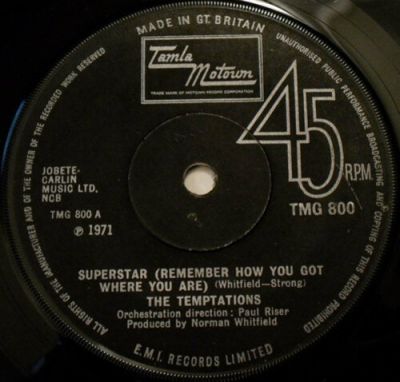 MADE IN GT. BRITAIN
UNAUTHORISED PUBLIC PERFORMANCE BROADCASTING AND COPYING OF THIS RECORD PROHIBITED
ALL RIGHTS OF THE MANUFACTURER AND OF THE OWNER OF THE RECORDED WORK RESERVED
Tamla
Motown
TRADE MARK OF MOTOWN RECORD CORPORATION
45
R.P.M.
TMG 800
JOBETE-
CARLIN
MUSIC LTD.
NCB
TMG 800 A
℗ 1971
SUPERSTAR (REMEMBER HOW YOU GOT
WHERE YOU ARE) (Whitfield—Strong)
THE TEMPTATIONS
Orchestration direction : Paul Riser
Produced by Norman Whitfield
E.M.I. RECORDS LIMITED